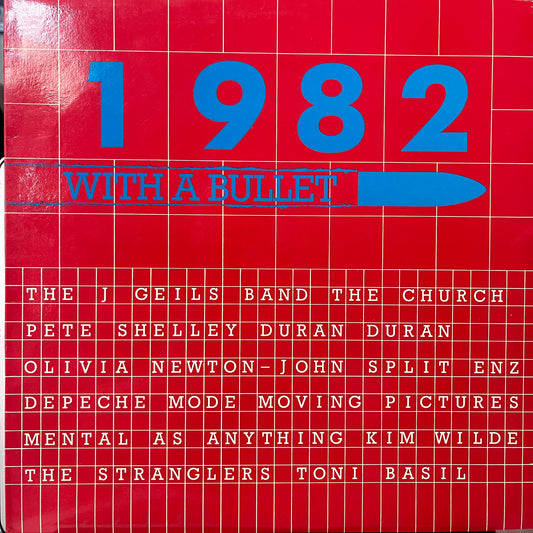 1982
WITH A BULLET
THE J GEILS BAND THE CHURCH
PETE SHELLEY DURAN DURAN
OLIVIA NEWTON-JOHN SPLIT ENZ
DEPECHE MODE MOVING PICTURES
MENTAL AS ANYTHING KIM WILDE
THE STRANGLERS TONI BASIL